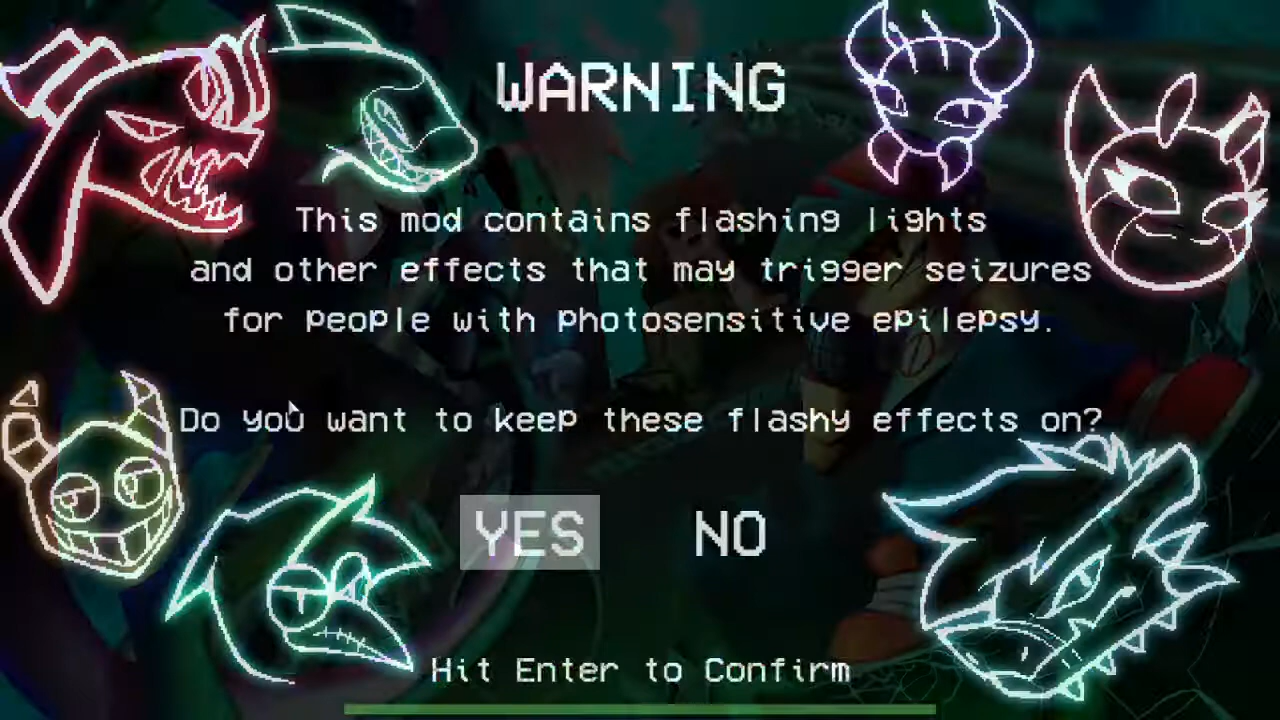 WARNING
This mod contains flashing lights
and other effects that may trigger seizures
for people with photosensitive epilepsy.
Do you want to keep these flashy effects on?
YES NO
Hit Enter to Confirm